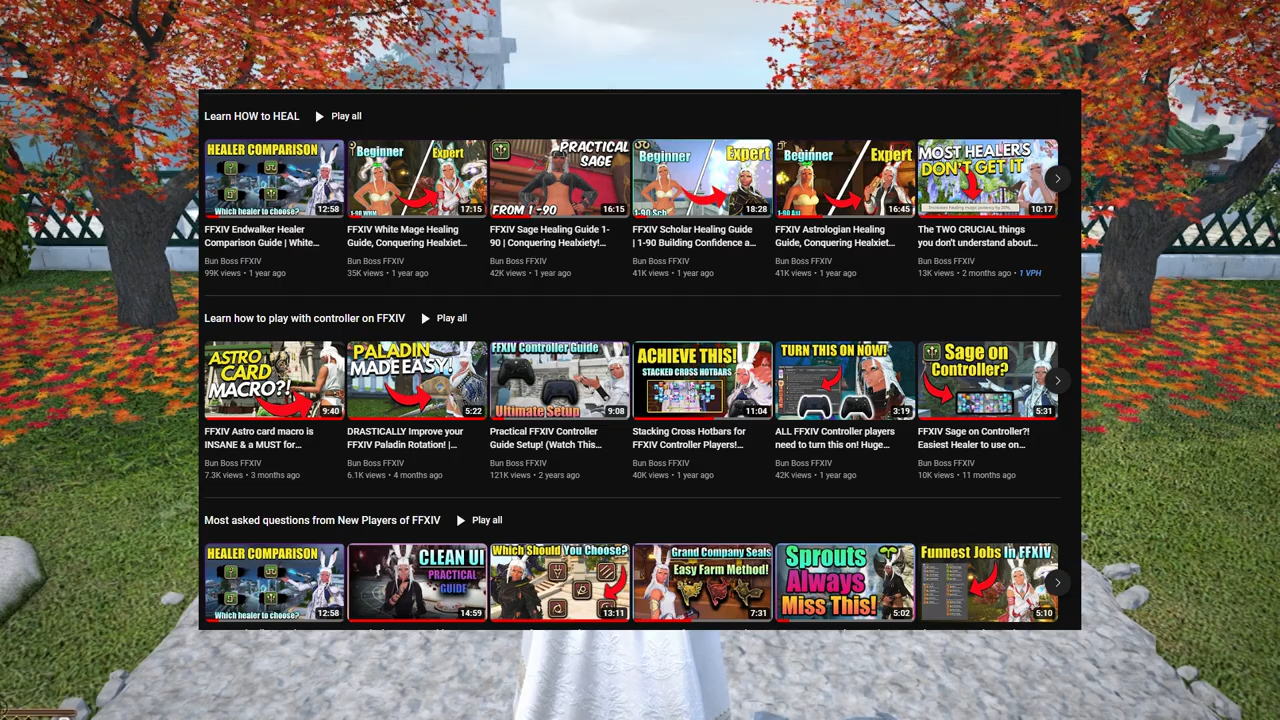 Learn HOW to HEAL Play all
HEALER COMPARISON
Which healer to choose?
12:58
Beginner Expert
17:15
PRACTICAL
SAGE
FROM 1-90
16:15
Beginner Expert
1-90 Sch
18:28
Beginner Expert
1-90 Ast
16:45
MOST HEALERS
DON'T GET IT
Increases healing magic potency by 20%.
10:17
FFXIV Endwalker Healer
Comparison Guide | White...
Bun Boss FFXIV
99K views • 1 year ago
FFXIV White Mage Healing
Guide, Conquering Healxiet...
Bun Boss FFXIV
35K views • 1 year ago
FFXIV Sage Healing Guide 1-
90 | Conquering Healxiety!...
Bun Boss FFXIV
42K views • 1 year ago
FFXIV Scholar Healing Guide
| 1-90 Building Confidence a...
Bun Boss FFXIV
41K views • 1 year ago
FFXIV Astrologian Healing
Guide, Conquering Healxiet...
Bun Boss FFXIV
41K views • 1 year ago
The TWO CRUCIAL things
you don't understand about...
Bun Boss FFXIV
13K views • 2 months ago • 1 VPH
Learn how to play with controller on FFXIV Play all
ASTRO
CARD
MACRO?!
9:40
PALADIN
MADE EASY!
5:22
FFXIV Controller Guide
Ultimate Setup
9:08
ACHIEVE THIS!
STACKED CROSS HOTBARS
11:04
TURN THIS ON NOW!
3:19
Sage on
Controller?
5:31
FFXIV Astro card macro is
INSANE & a MUST for...
Bun Boss FFXIV
7.3K views • 3 months ago
DRASTICALLY Improve your
FFXIV Paladin Rotation! |...
Bun Boss FFXIV
6.1K views • 4 months ago
Practical FFXIV Controller
Guide Setup! (Watch This...
Bun Boss FFXIV
121K views • 2 years ago
Stacking Cross Hotbars for
FFXIV Controller Players!...
Bun Boss FFXIV
40K views • 1 year ago
ALL FFXIV Controller players
need to turn this on! Huge...
Bun Boss FFXIV
42K views • 1 year ago
FFXIV Sage on Controller?!
Easiest Healer to use on...
Bun Boss FFXIV
10K views • 11 months ago
Most asked questions from New Players of FFXIV Play all
HEALER COMPARISON
Which healer to choose?
12:58
CLEAN UI
PRACTICAL
GUIDE
14:59
Which Should You Choose?
13:11
Grand Company Seals
Easy Farm Method!
7:31
Sprouts
Always
Miss This!
5:02
Funnest Jobs In FFXIV
5:10